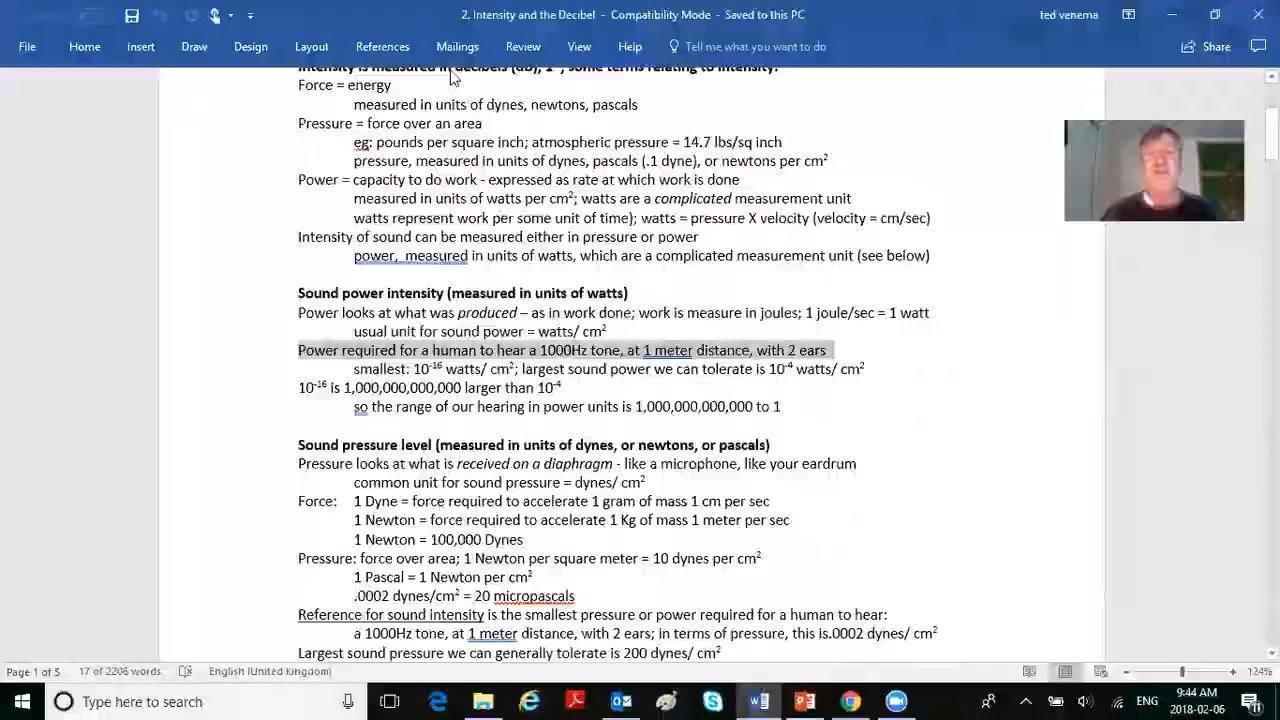 2. Intensity and the Decibel - Compatibility Mode - Saved to this PC
ted venema
File Home Insert Draw Design Layout References Mailings Review View Help Tell me what you want to do Share
Intensity is measured in decibels (dB), 1st, some terms relating to intensity:
Force = energy
measured in units of dynes, newtons, pascals
Pressure = force over an area
eg: pounds per square inch; atmospheric pressure = 14.7 lbs/sq inch
pressure, measured in units of dynes, pascals (.1 dyne), or newtons per cm2
Power = capacity to do work - expressed as rate at which work is done
measured in units of watts per cm2; watts are a complicated measurement unit
watts represent work per some unit of time); watts = pressure X velocity (velocity = cm/sec)
Intensity of sound can be measured either in pressure or power
power, measured in units of watts, which are a complicated measurement unit (see below)
Sound power intensity (measured in units of watts)
Power looks at what was produced – as in work done; work is measure in joules; 1 joule/sec = 1 watt
usual unit for sound power = watts/ cm2
Power required for a human to hear a 1000Hz tone, at 1 meter distance, with 2 ears
smallest: 10-16 watts/ cm2; largest sound power we can tolerate is 10-4 watts/ cm2
10-16 is 1,000,000,000,000 larger than 10-4
so the range of our hearing in power units is 1,000,000,000,000 to 1
Sound pressure level (measured in units of dynes, or newtons, or pascals)
Pressure looks at what is received on a diaphragm - like a microphone, like your eardrum
common unit for sound pressure = dynes/ cm2
Force: 1 Dyne = force required to accelerate 1 gram of mass 1 cm per sec
1 Newton = force required to accelerate 1 Kg of mass 1 meter per sec
1 Newton = 100,000 Dynes
Pressure: force over area; 1 Newton per square meter = 10 dynes per cm2
1 Pascal = 1 Newton per cm2
.0002 dynes/cm2 = 20 micropascals
Reference for sound intensity is the smallest pressure or power required for a human to hear:
a 1000Hz tone, at 1 meter distance, with 2 ears; in terms of pressure, this is.0002 dynes/ cm2
Largest sound pressure we can generally tolerate is 200 dynes/ cm2
Page 1 of 5 17 of 2206 words English (United Kingdom) 124%
Type here to search
ENG
9:44 AM
2018-02-06